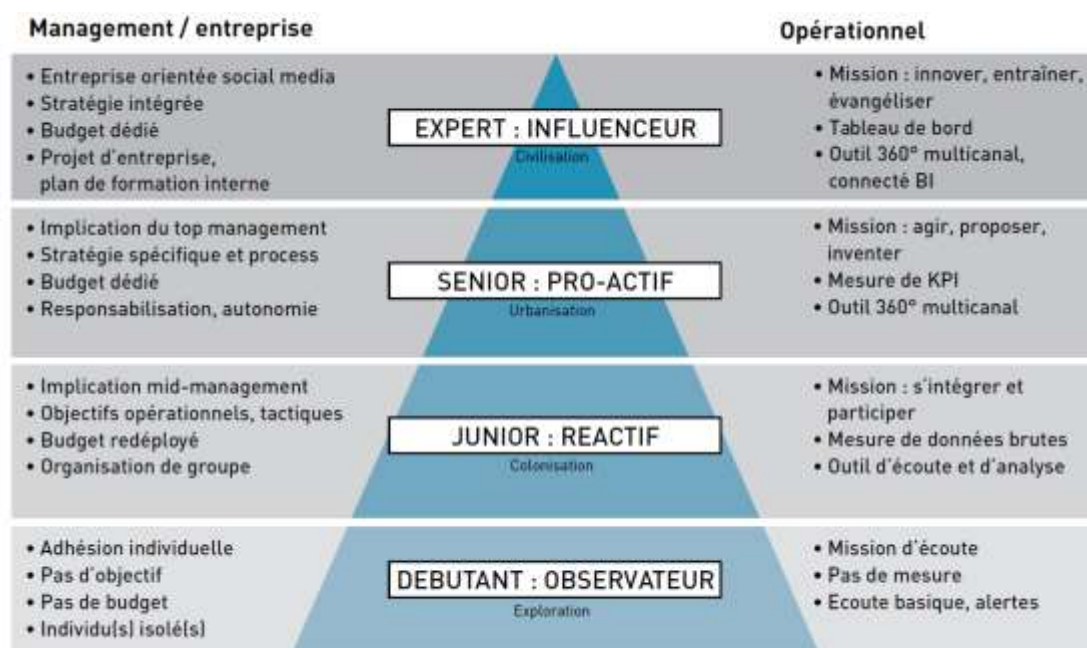 Management / entreprise
Opérationnel
• Entreprise orientée social media
• Stratégie intégrée
• Budget dédié
• Projet d'entreprise,
plan de formation interne
EXPERT : INFLUENCEUR
Civilisation
• Mission : innover, entraîner,
évangéliser
• Tableau de bord
• Outil 360° multicanal,
connecté BI
• Implication du top management
• Stratégie spécifique et process
• Budget dédié
• Responsabilisation, autonomie
SENIOR : PRO-ACTIF
Urbanisation
• Mission : agir, proposer,
inventer
• Mesure de KPI
• Outil 360° multicanal
• Implication mid-management
• Objectifs opérationnels, tactiques
• Budget redéployé
• Organisation de groupe
JUNIOR : REACTIF
Colonisation
• Mission : s'intégrer et
participer
• Mesure de données brutes
• Outil d'écoute et d'analyse
• Adhésion individuelle
• Pas d'objectif
• Pas de budget
• Individu(s) isolé(s)
DEBUTANT : OBSERVATEUR
Exploration
• Mission d'écoute
• Pas de mesure
• Ecoute basique, alertes